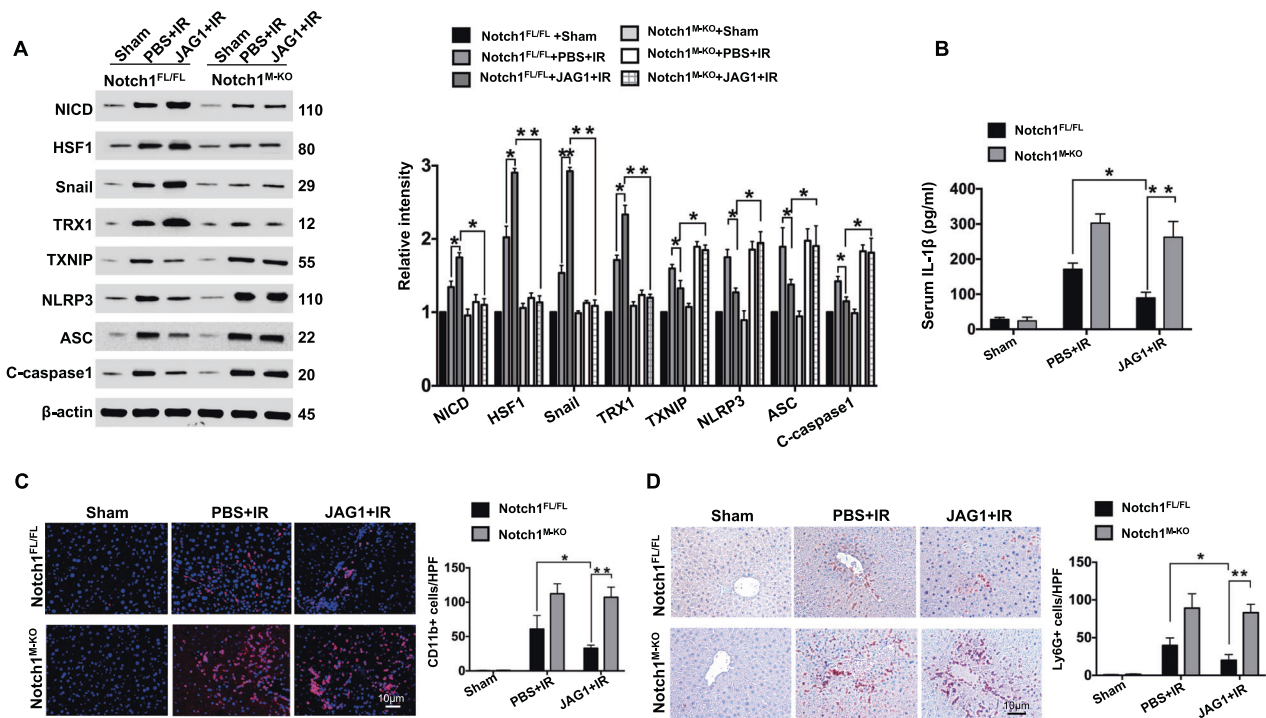 A
Sham
PBS+IR
JAG1+IR
Sham
PBS+IR
JAG1+IR
Notch1FL/FL
Notch1M-KO
NICD 110
HSF1 80
Snail 29
TRX1 12
TXNIP 55
NLRP3 110
ASC 22
C-caspase1 20
β-actin 45
Notch1FL/FL +Sham
Notch1FL/FL+PBS+IR
Notch1FL/FL+JAG1+IR
Notch1M-KO+Sham
Notch1M-KO+PBS+IR
Notch1M-KO+JAG1+IR
Relative intensity
3
2
1
0
* * * * * ** * * * * * * * * * * * * * * *
NICD
HSF1
Snail
TRX1
TXNIP
NLRP3
ASC
C-caspase1
B
Notch1FL/FL
Notch1M-KO
Serum IL-1β (pg/ml)
400
300
200
100
0
*
* *
Sham
PBS+IR
JAG1+IR
C
Sham PBS+IR JAG1+IR
Notch1FL/FL
Notch1M-KO
10μm
Notch1FL/FL
Notch1M-KO
CD11b+ cells/HPF
150
100
50
0
*
**
Sham
PBS+IR
JAG1+IR
D
Sham PBS+IR JAG1+IR
Notch1FL/FL
Notch1M-KO
10μm
Notch1FL/FL
Notch1M-KO
Ly6G+ cells/HPF
150
100
50
0
*
**
Sham
PBS+IR
JAG1+IR